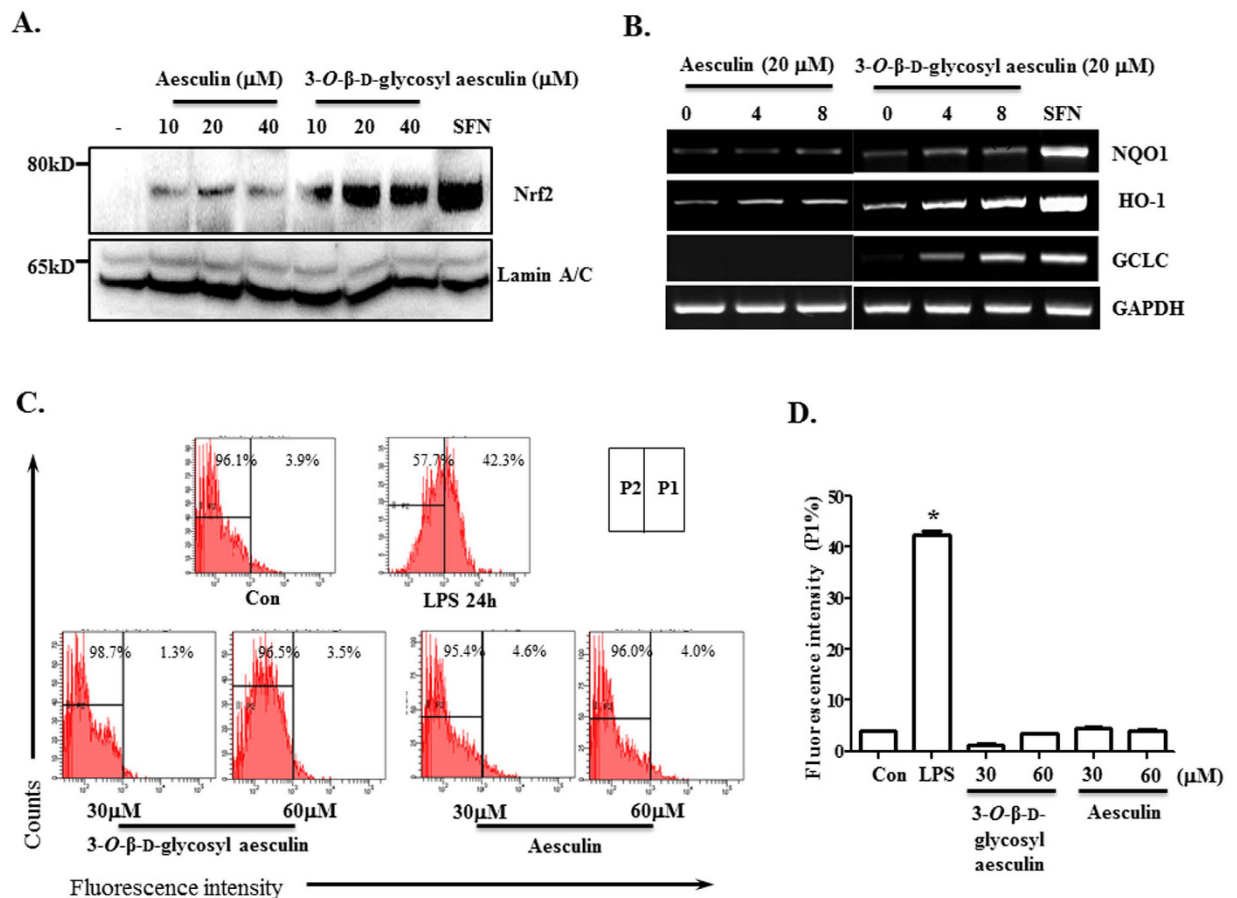 A.
Aesculin (μM) 3-O-β-D-glycosyl aesculin (μM)
- 10 20 40 10 20 40 SFN
80kD
Nrf2
65kD
Lamin A/C
B.
Aesculin (20 μM) 3-O-β-D-glycosyl aesculin (20 μM)
0 4 8 0 4 8 SFN
NQO1
HO-1
GCLC
GAPDH
C.
96.1% 3.9%
57.7% 42.3%
P2 P1
Con LPS 24h
98.7% 1.3%
96.5% 3.5%
95.4% 4.6%
96.0% 4.0%
30μM 60μM 30μM 60μM
3-O-β-D-glycosyl aesculin Aesculin
Counts
Fluorescence intensity
D.
Fluorescence intensity (P1%)
50
40
30
20
10
0
*
Con LPS 30 60 30 60 (μM)
3-O-β-D-
glycosyl
aesculin
Aesculin